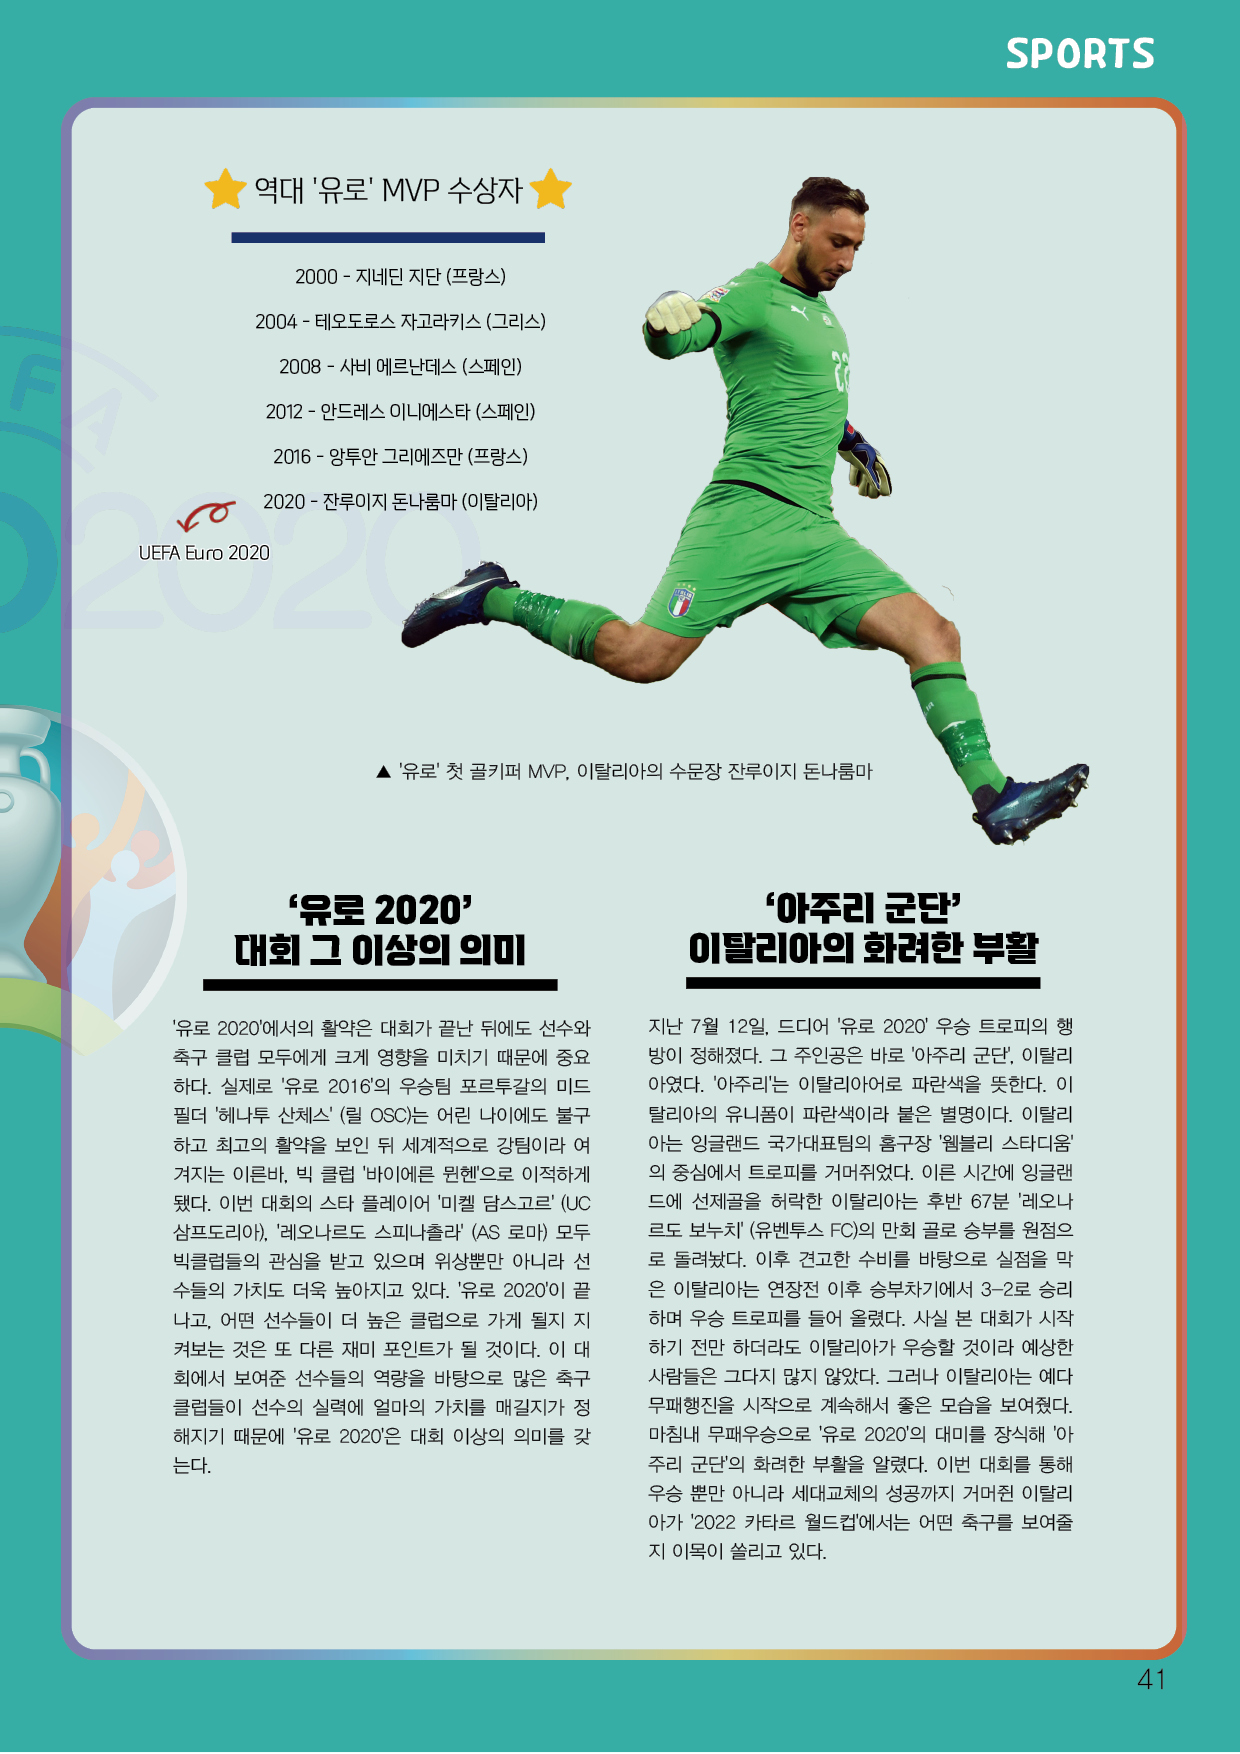 SPORTS
역대 '유로' MVP 수상자
2000 - 지네딘 지단 (프랑스)
2004 - 테오도로스 자고라키스 (그리스)
2008 - 사비 에르난데스 (스페인)
2012 - 안드레스 이니에스타 (스페인)
2016 - 앙투안 그리에즈만 (프랑스)
2020 - 잔루이지 돈나룸마 (이탈리아)
UEFA Euro 2020
FA
2020
22
ITALIA
▲ '유로' 첫 골키퍼 MVP, 이탈리아의 수문장 잔루이지 돈나룸마
‘유로 2020’
대회 그 이상의 의미
'유로 2020'에서의 활약은 대회가 끝난 뒤에도 선수와
축구 클럽 모두에게 크게 영향을 미치기 때문에 중요
하다. 실제로 '유로 2016'의 우승팀 포르투갈의 미드
필더 '헤나투 산체스' (릴 OSC)는 어린 나이에도 불구
하고 최고의 활약을 보인 뒤 세계적으로 강팀이라 여
겨지는 이른바, 빅 클럽 '바이에른 뮌헨'으로 이적하게
됐다. 이번 대회의 스타 플레이어 '미켈 담스고르' (UC
삼프도리아), '레오나르도 스피나촐라' (AS 로마) 모두
빅클럽들의 관심을 받고 있으며 위상뿐만 아니라 선
수들의 가치도 더욱 높아지고 있다. '유로 2020'이 끝
나고, 어떤 선수들이 더 높은 클럽으로 가게 될지 지
켜보는 것은 또 다른 재미 포인트가 될 것이다. 이 대
회에서 보여준 선수들의 역량을 바탕으로 많은 축구
클럽들이 선수의 실력에 얼마의 가치를 매길지가 정
해지기 때문에 '유로 2020'은 대회 이상의 의미를 갖
는다.
‘아주리 군단’
이탈리아의 화려한 부활
지난 7월 12일, 드디어 '유로 2020' 우승 트로피의 행
방이 정해졌다. 그 주인공은 바로 '아주리 군단', 이탈리
아였다. '아주리'는 이탈리아어로 파란색을 뜻한다. 이
탈리아의 유니폼이 파란색이라 붙은 별명이다. 이탈리
아는 잉글랜드 국가대표팀의 홈구장 '웸블리 스타디움'
의 중심에서 트로피를 거머쥐었다. 이른 시간에 잉글랜
드에 선제골을 허락한 이탈리아는 후반 67분 '레오나
르도 보누치' (유벤투스 FC)의 만회 골로 승부를 원점으
로 돌려놨다. 이후 견고한 수비를 바탕으로 실점을 막
은 이탈리아는 연장전 이후 승부차기에서 3-2로 승리
하며 우승 트로피를 들어 올렸다. 사실 본 대회가 시작
하기 전만 하더라도 이탈리아가 우승할 것이라 예상한
사람들은 그다지 많지 않았다. 그러나 이탈리아는 예다
무패행진을 시작으로 계속해서 좋은 모습을 보여줬다.
마침내 무패우승으로 '유로 2020'의 대미를 장식해 '아
주리 군단'의 화려한 부활을 알렸다. 이번 대회를 통해
우승 뿐만 아니라 세대교체의 성공까지 거머쥔 이탈리
아가 '2022 카타르 월드컵'에서는 어떤 축구를 보여줄
지 이목이 쏠리고 있다.
41